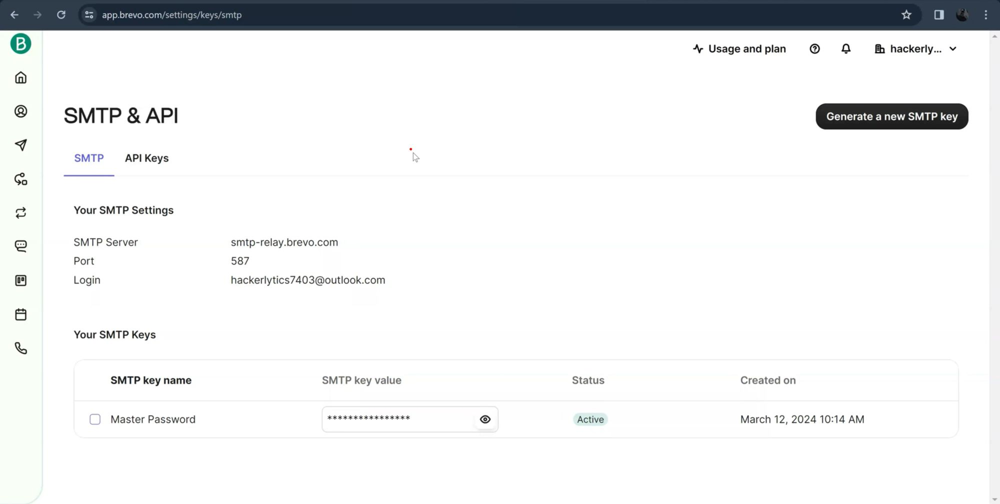 app.brevo.com/settings/keys/smtp
B
Usage and plan
hackerly...
SMTP & API
Generate a new SMTP key
SMTP
API Keys
Your SMTP Settings
SMTP Server smtp-relay.brevo.com
Port 587
Login hackerlytics7403@outlook.com
Your SMTP Keys
SMTP key name SMTP key value Status Created on
Master Password **************** Active March 12, 2024 10:14 AM